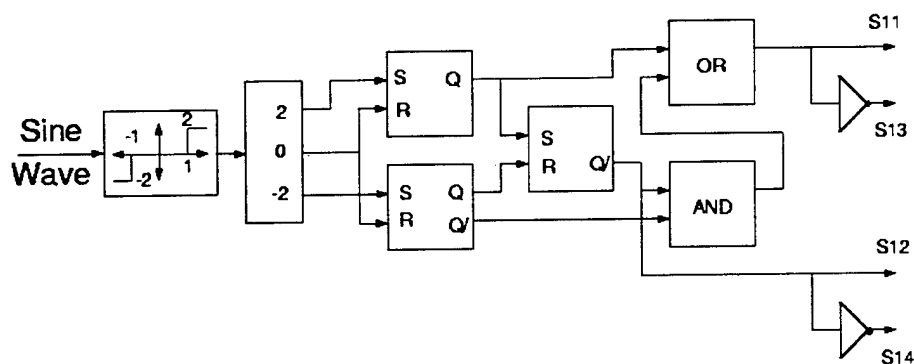 S11
OR
S Q
R
2
Sine
-1 2
S13
S
0
R Q/
Wave
-2 1
-2
S Q
AND
R Q/
S12
S14